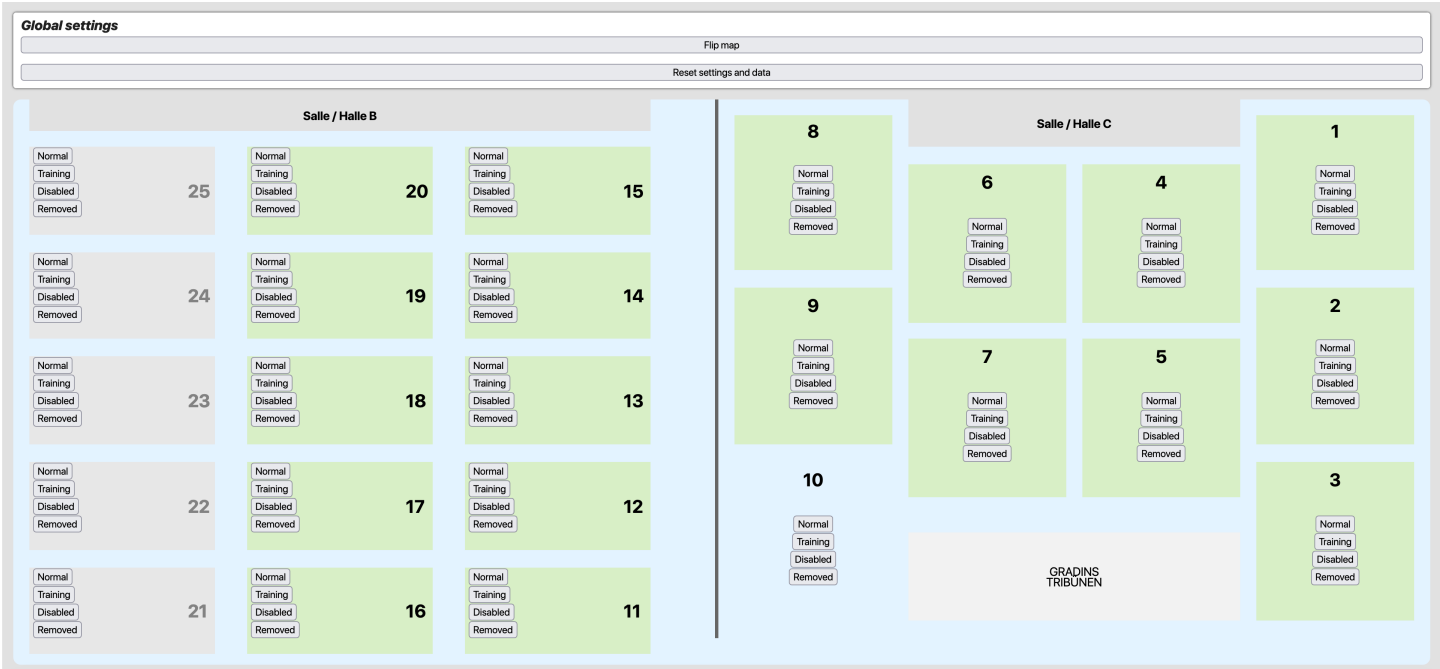 Global settings
Flip map
Reset settings and data
Salle / Halle B
Normal
Training
Disabled
Removed
25
Normal
Training
Disabled
Removed
20
Normal
Training
Disabled
Removed
15
Normal
Training
Disabled
Removed
24
Normal
Training
Disabled
Removed
19
Normal
Training
Disabled
Removed
14
Normal
Training
Disabled
Removed
23
Normal
Training
Disabled
Removed
18
Normal
Training
Disabled
Removed
13
Normal
Training
Disabled
Removed
22
Normal
Training
Disabled
Removed
17
Normal
Training
Disabled
Removed
12
Normal
Training
Disabled
Removed
21
Normal
Training
Disabled
Removed
16
Normal
Training
Disabled
Removed
11
8
Normal
Training
Disabled
Removed
9
Normal
Training
Disabled
Removed
10
Normal
Training
Disabled
Removed
Salle / Halle C
6
Normal
Training
Disabled
Removed
4
Normal
Training
Disabled
Removed
7
Normal
Training
Disabled
Removed
5
Normal
Training
Disabled
Removed
GRADINS
TRIBUNEN
1
Normal
Training
Disabled
Removed
2
Normal
Training
Disabled
Removed
3
Normal
Training
Disabled
Removed